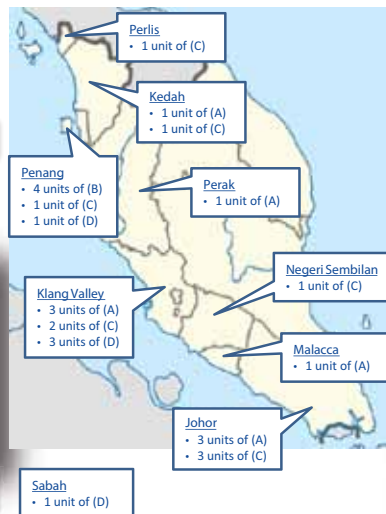 Perlis
• 1 unit of (C)
Kedah
• 1 unit of (A)
• 1 unit of (C)
Penang
• 4 units of (B)
• 1 unit of (C)
• 1 unit of (D)
Perak
• 1 unit of (A)
Klang Valley
• 3 units of (A)
• 2 units of (C)
• 3 units of (D)
Negeri Sembilan
• 1 unit of (C)
Malacca
• 1 unit of (A)
Johor
• 3 units of (A)
• 3 units of (C)
Sabah
• 1 unit of (D)